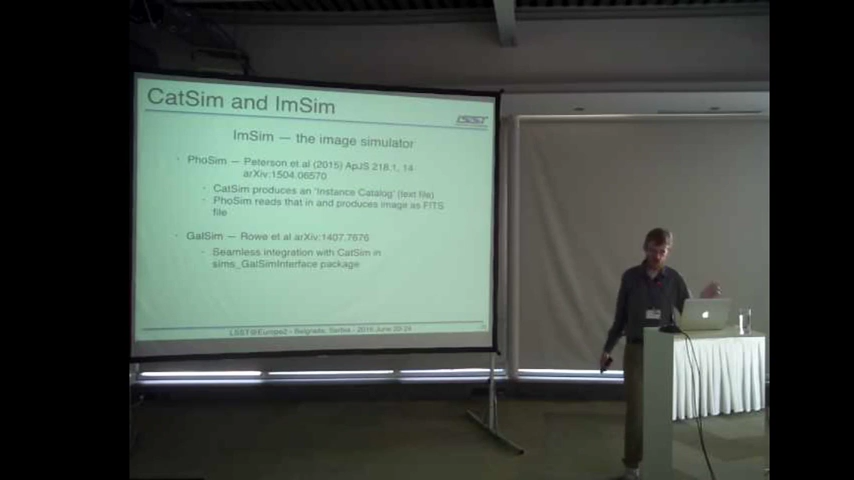 CatSim and ImSim
LSST
ImSim — the image simulator
· PhoSim — Peterson et al (2015) ApJS 218.1, 14
arXiv:1504.06570
· CatSim produces an 'Instance Catalog' (text file)
· PhoSim reads that in and produces image as FITS
file
· GalSim — Rowe et al arXiv:1407.7676
· Seamless integration with CatSim in
sims_GalSimInterface package
LSST@Europe2 - Belgrade, Serbia - 2016 June 20-24